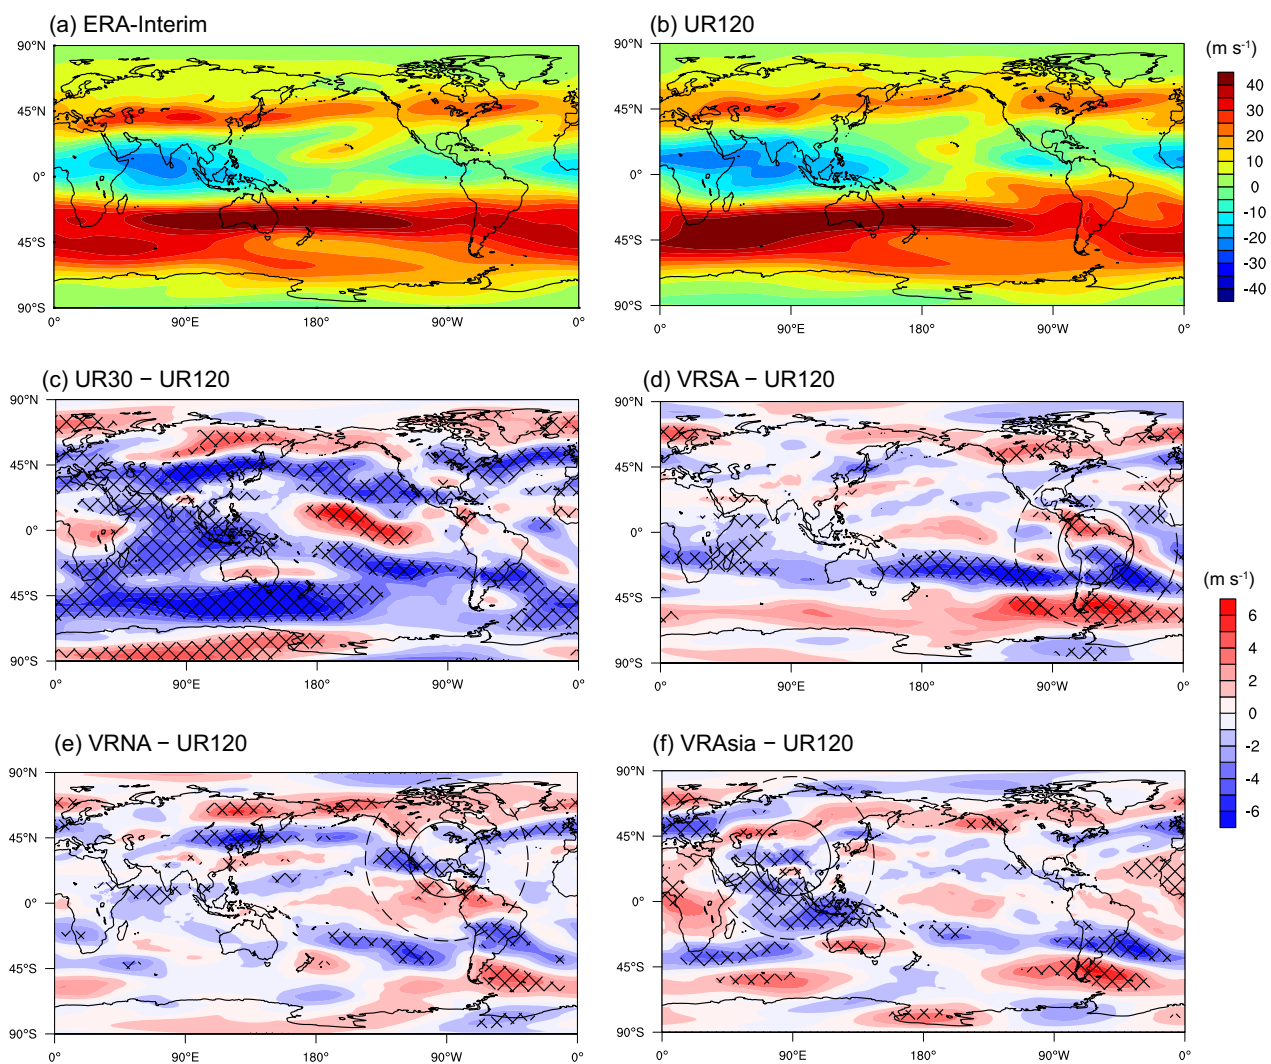 (a) ERA-Interim
(b) UR120
90°N
45°N
0°
45°S
90°S
0°
90°E
180°
90°W
0°
90°N
45°N
0°
45°S
90°S
0°
90°E
180°
90°W
0°
(m s⁻¹)
40
30
20
10
0
-10
-20
-30
-40
(c) UR30 − UR120
(d) VRSA − UR120
90°N
45°N
0°
45°S
90°S
0°
90°E
180°
90°W
0°
90°N
45°N
0°
45°S
90°S
0°
90°E
180°
90°W
0°
(m s⁻¹)
6
4
2
0
-2
-4
-6
(e) VRNA − UR120
(f) VRAsia − UR120
90°N
45°N
0°
45°S
90°S
0°
90°E
180°
90°W
0°
90°N
45°N
0°
45°S
90°S
0°
90°E
180°
90°W
0°